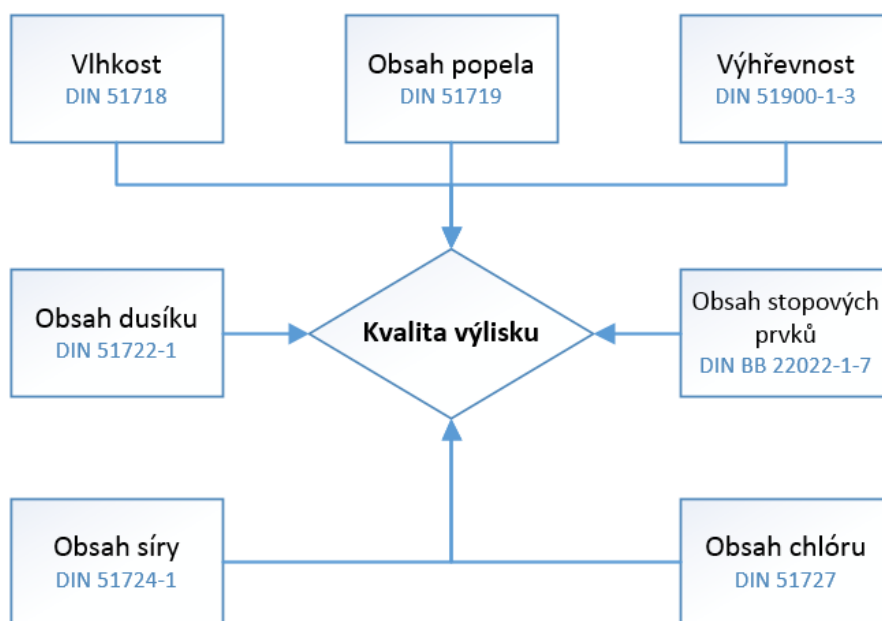 Vlhkost
DIN 51718
Obsah popela
DIN 51719
Výhřevnost
DIN 51900-1-3
Obsah dusíku
DIN 51722-1
Kvalita výlisku
Obsah stopových
prvků
DIN BB 22022-1-7
Obsah síry
DIN 51724-1
Obsah chlóru
DIN 51727